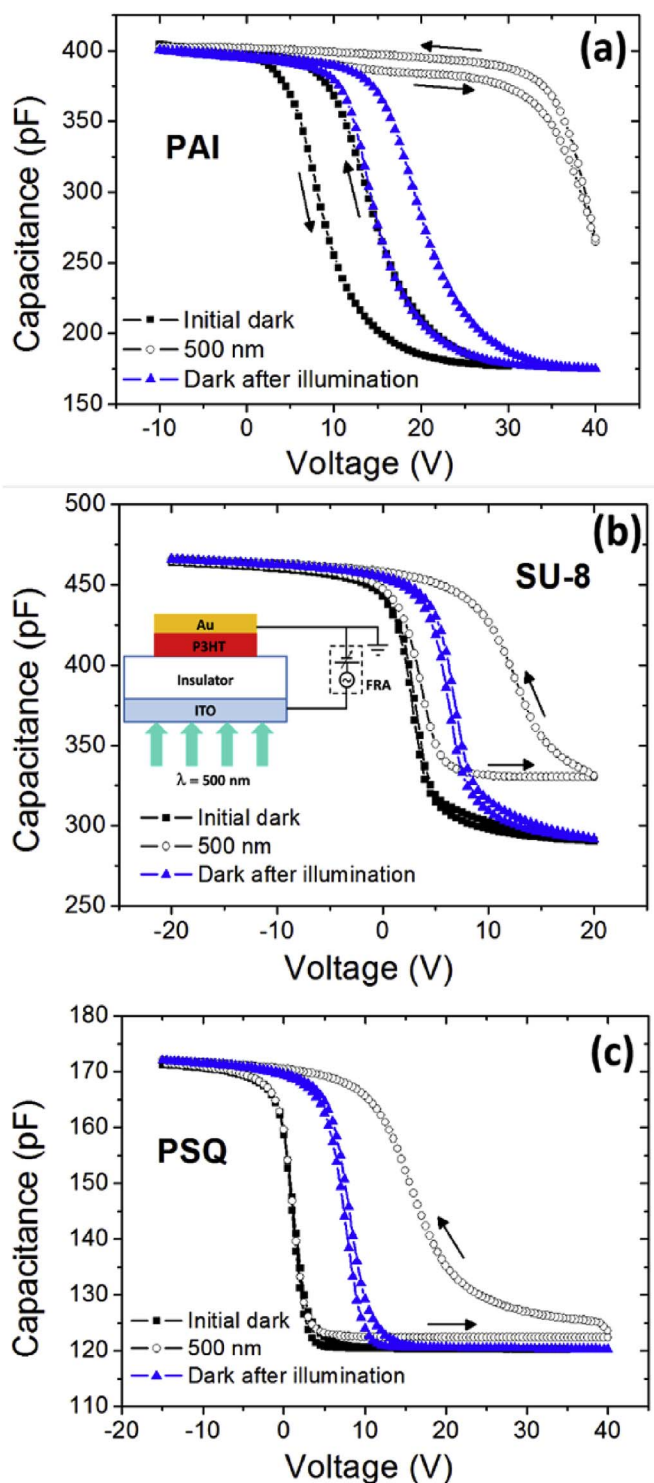 (a)
400
350
300
250
200
175
Capacitance (pF)
PAI
Initial dark
500 nm
Dark after illumination
-10 0 10 20 30 40
Voltage (V)
(b)
500
450
400
350
300
250
Capacitance (pF)
SU-8
Au
P3HT
Insulator
ITO
FRA
λ = 500 nm
Initial dark
500 nm
Dark after illumination
-20 -10 0 10 20
Voltage (V)
(c)
180
170
160
150
140
130
120
110
Capacitance (pF)
PSQ
Initial dark
500 nm
Dark after illumination
-20 -10 0 10 20 30 40
Voltage (V)